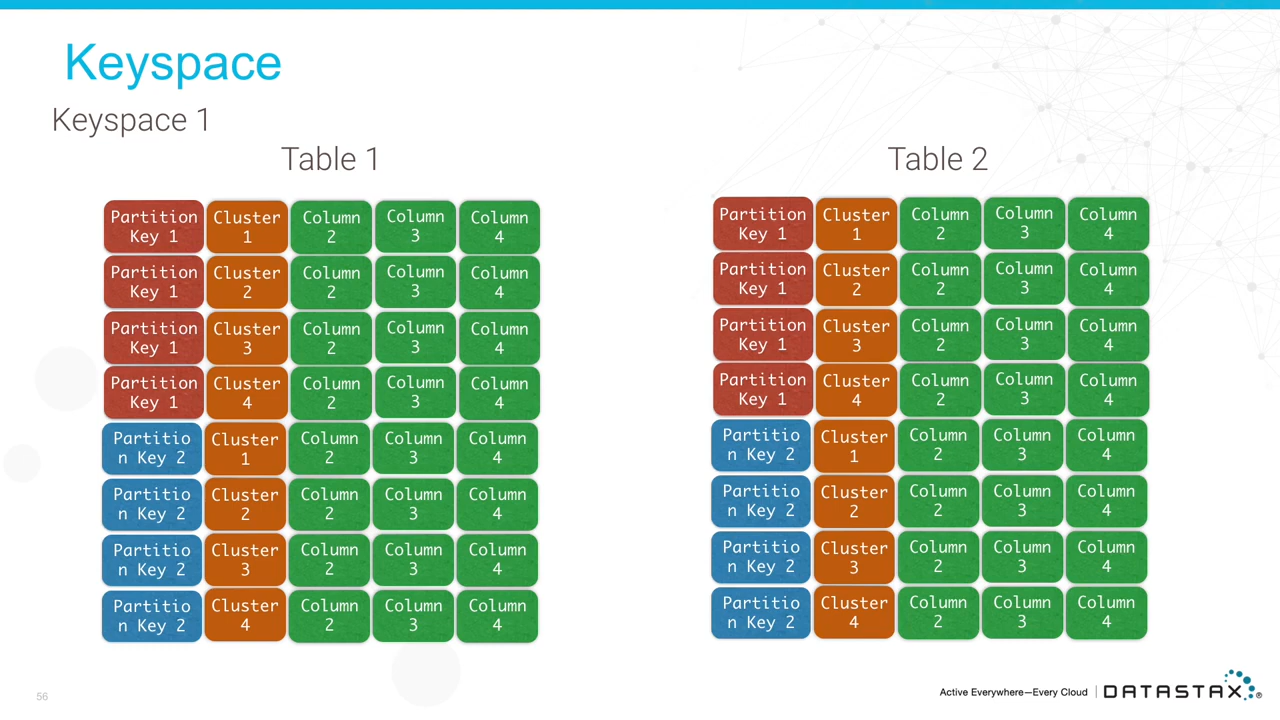 Keyspace
Keyspace 1
Table 1
Partition Key 1 Cluster 1 Column 2 Column 3 Column 4
Partition Key 1 Cluster 2 Column 2 Column 3 Column 4
Partition Key 1 Cluster 3 Column 2 Column 3 Column 4
Partition Key 1 Cluster 4 Column 2 Column 3 Column 4
Partitio n Key 2 Cluster 1 Column 2 Column 3 Column 4
Partitio n Key 2 Cluster 2 Column 2 Column 3 Column 4
Partitio n Key 2 Cluster 3 Column 2 Column 3 Column 4
Partitio n Key 2 Cluster 4 Column 2 Column 3 Column 4
Table 2
Partition Key 1 Cluster 1 Column 2 Column 3 Column 4
Partition Key 1 Cluster 2 Column 2 Column 3 Column 4
Partition Key 1 Cluster 3 Column 2 Column 3 Column 4
Partition Key 1 Cluster 4 Column 2 Column 3 Column 4
Partitio n Key 2 Cluster 1 Column 2 Column 3 Column 4
Partitio n Key 2 Cluster 2 Column 2 Column 3 Column 4
Partitio n Key 2 Cluster 3 Column 2 Column 3 Column 4
Partitio n Key 2 Cluster 4 Column 2 Column 3 Column 4
56
Active Everywhere—Every Cloud | DATASTAX®